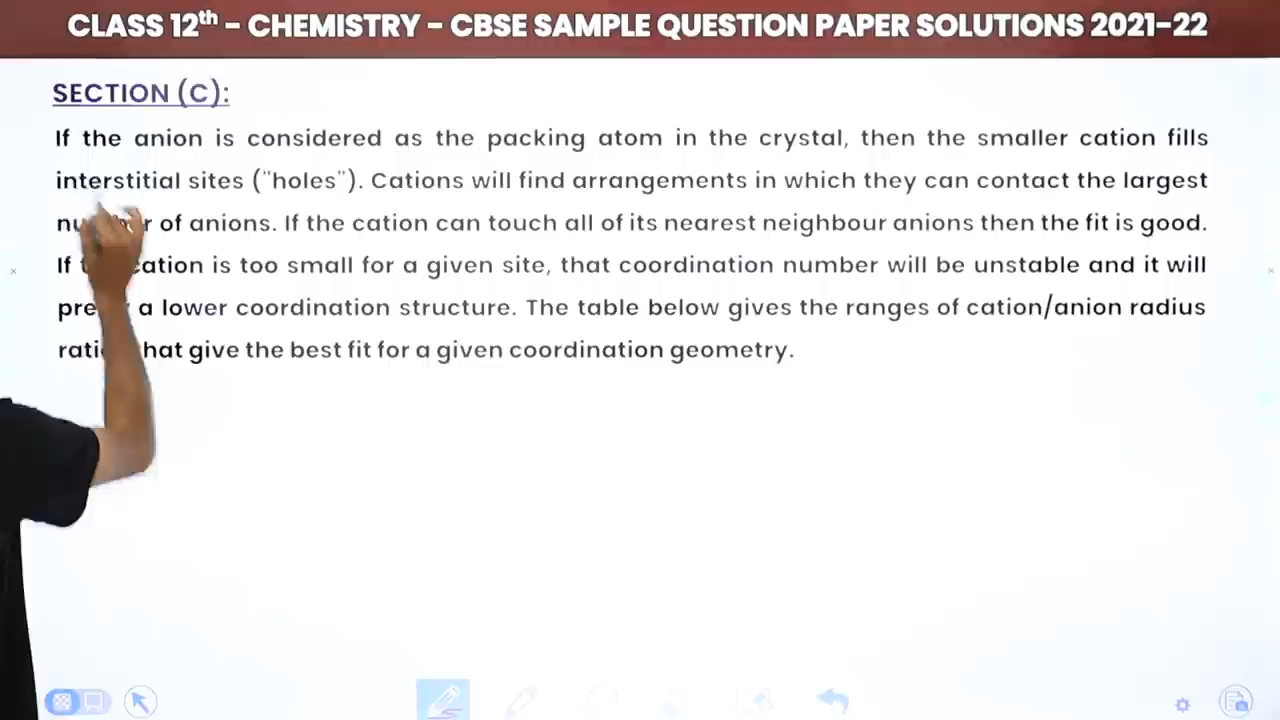 CLASS 12th - CHEMISTRY - CBSE SAMPLE QUESTION PAPER SOLUTIONS 2021-22
SECTION (C):
If the anion is considered as the packing atom in the crystal, then the smaller cation fills
interstitial sites ("holes"). Cations will find arrangements in which they can contact the largest
of anions. If the cation can touch all of its nearest neighbour anions then the fit is good.
If cation is too small for a given site, that coordination number will be unstable and it will
a lower coordination structure. The table below gives the ranges of cation/anion radius
that give the best fit for a given coordination geometry.